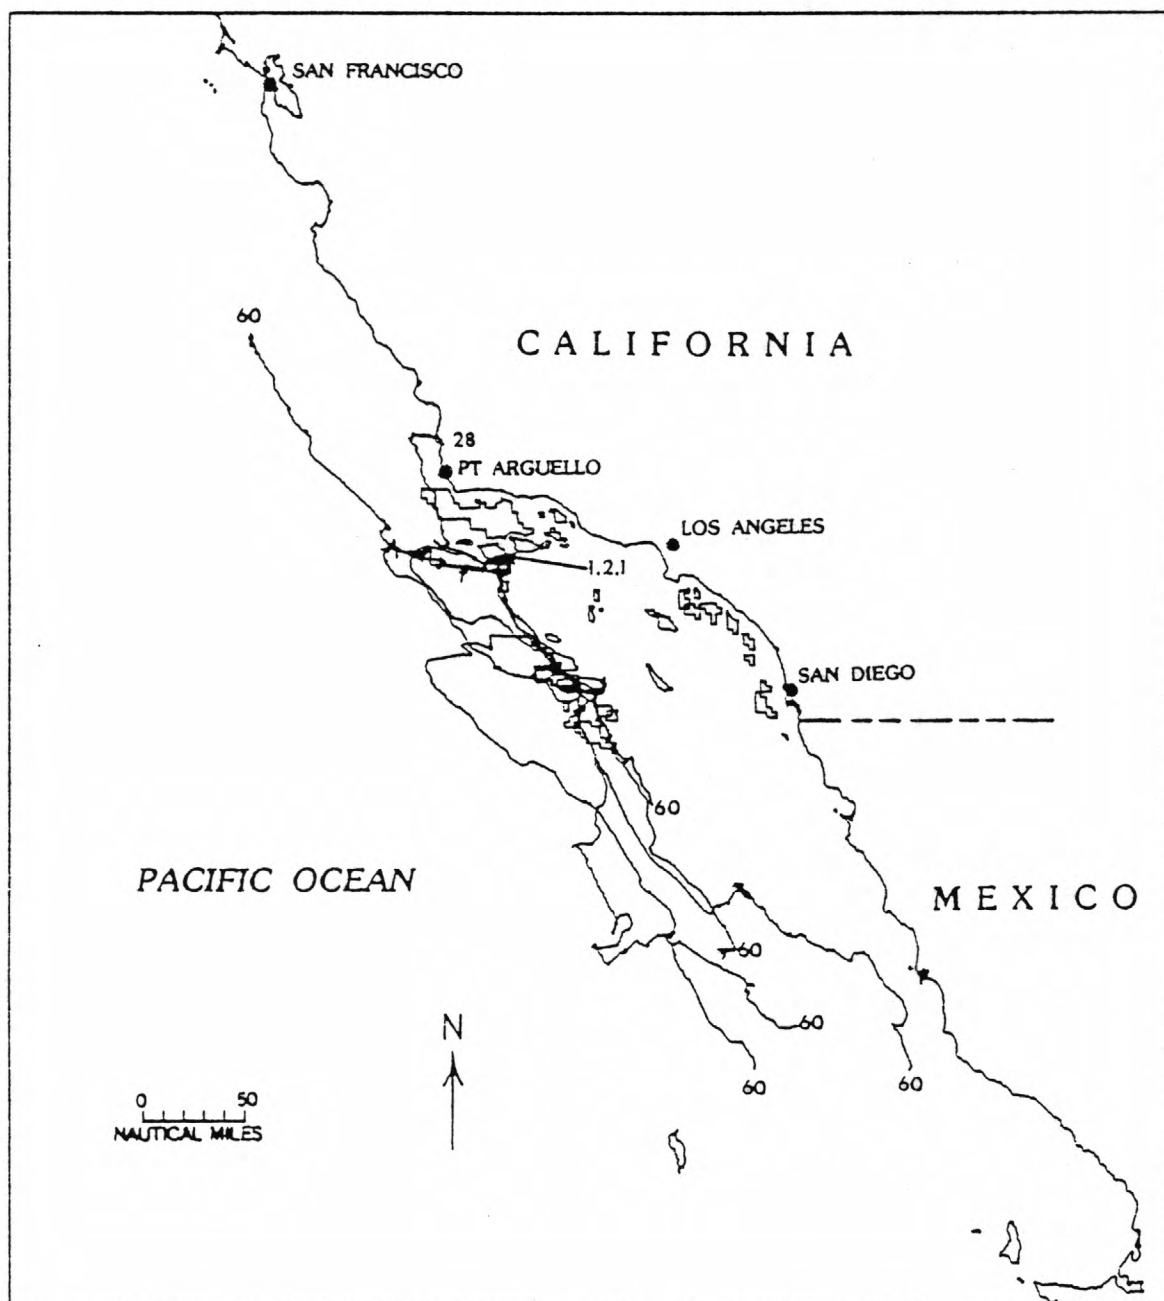 SAN FRANCISCO
60
CALIFORNIA
28
PT ARGUELLO
LOS ANGELES
1,2,1
SAN DIEGO
60
PACIFIC OCEAN
MEXICO
60
60
N
60
60
0 50
NAUTICAL MILES